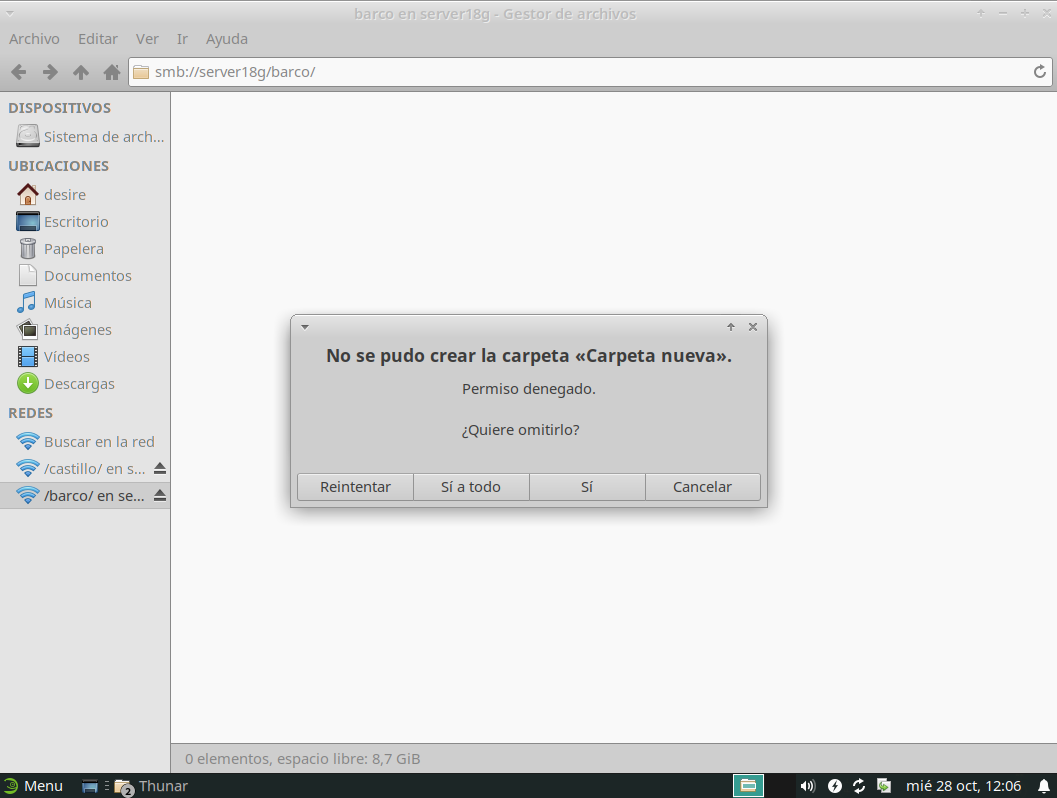 barco en server18g - Gestor de archivos
Archivo Editar Ver Ir Ayuda
smb://server18g/barco/
DISPOSITIVOS
Sistema de arch...
UBICACIONES
desire
Escritorio
Papelera
Documentos
Música
Imágenes
Vídeos
Descargas
REDES
Buscar en la red
/castillo/ en s...
/barco/ en se...
No se pudo crear la carpeta «Carpeta nueva».
Permiso denegado.
¿Quiere omitirlo?
Reintentar Sí a todo Sí Cancelar
0 elementos, espacio libre: 8,7 GiB
Menu 2 Thunar mié 28 oct, 12:06